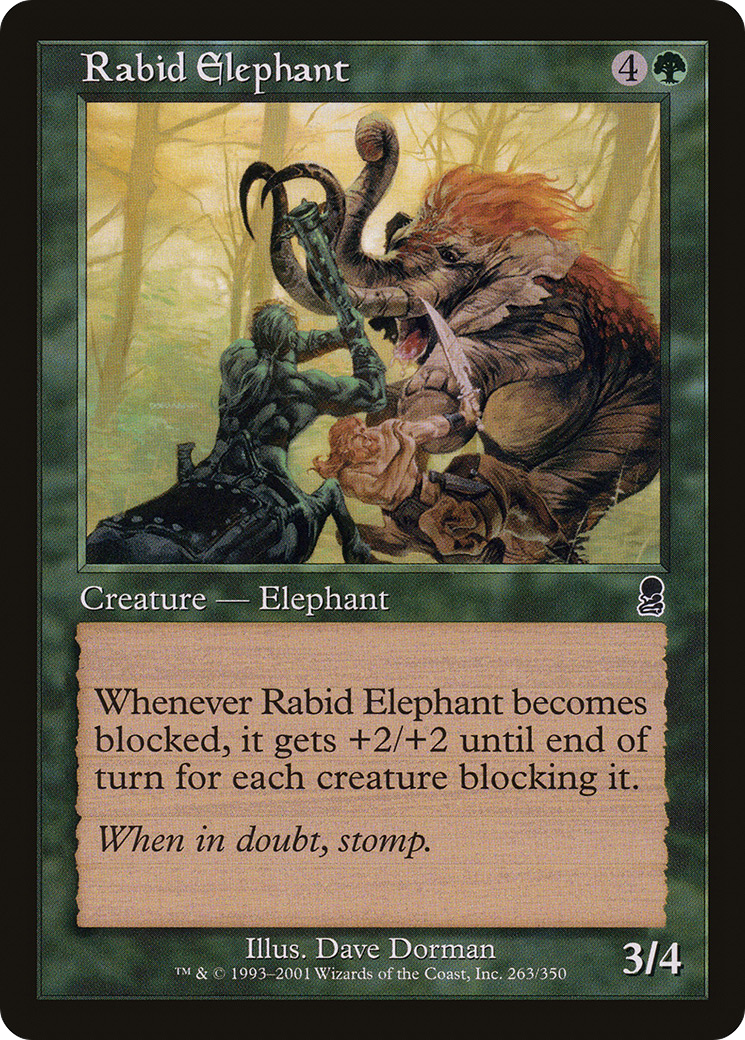 Rabid Elephant 4
Creature — Elephant
Whenever Rabid Elephant becomes
blocked, it gets +2/+2 until end of
turn for each creature blocking it.
When in doubt, stomp.
Illus. Dave Dorman
™ & © 1993–2001 Wizards of the Coast, Inc. 263/350
3/4